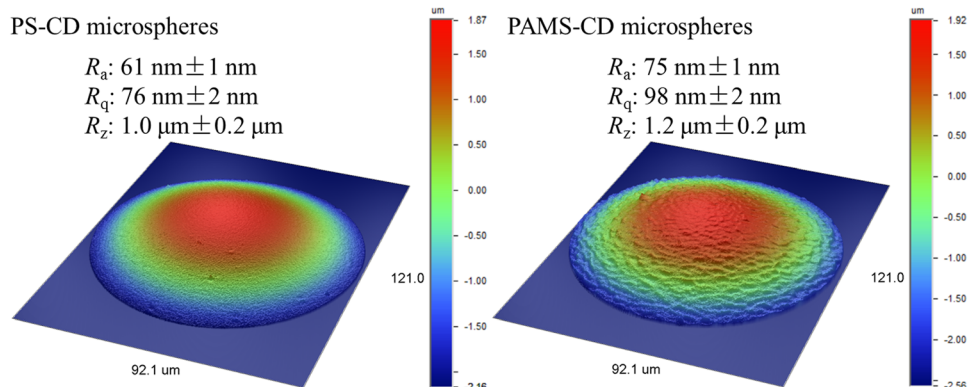 PS-CD microspheres
Ra: 61 nm±1 nm
Rq: 76 nm±2 nm
Rz: 1.0 μm±0.2 μm
121.0
92.1 um
um
1.87
1.50
1.00
0.50
0.00
-0.50
-1.00
-1.50
-2.16
PAMS-CD microspheres
Ra: 75 nm±1 nm
Rq: 98 nm±2 nm
Rz: 1.2 μm±0.2 μm
121.0
92.1 um
um
1.92
1.00
0.50
0.00
-0.50
-1.00
-1.50
-2.00
-2.56